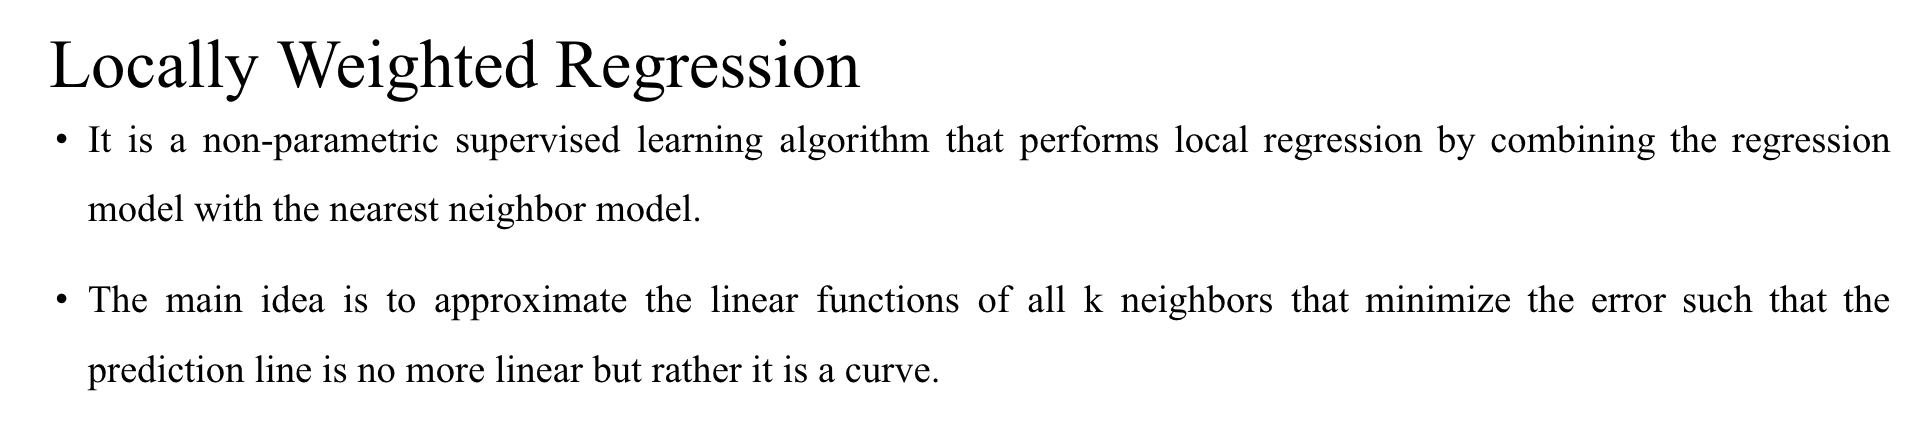 Locally Weighted Regression
• It is a non-parametric supervised learning algorithm that performs local regression by combining the regression
model with the nearest neighbor model.
• The main idea is to approximate the linear functions of all k neighbors that minimize the error such that the
prediction line is no more linear but rather it is a curve.